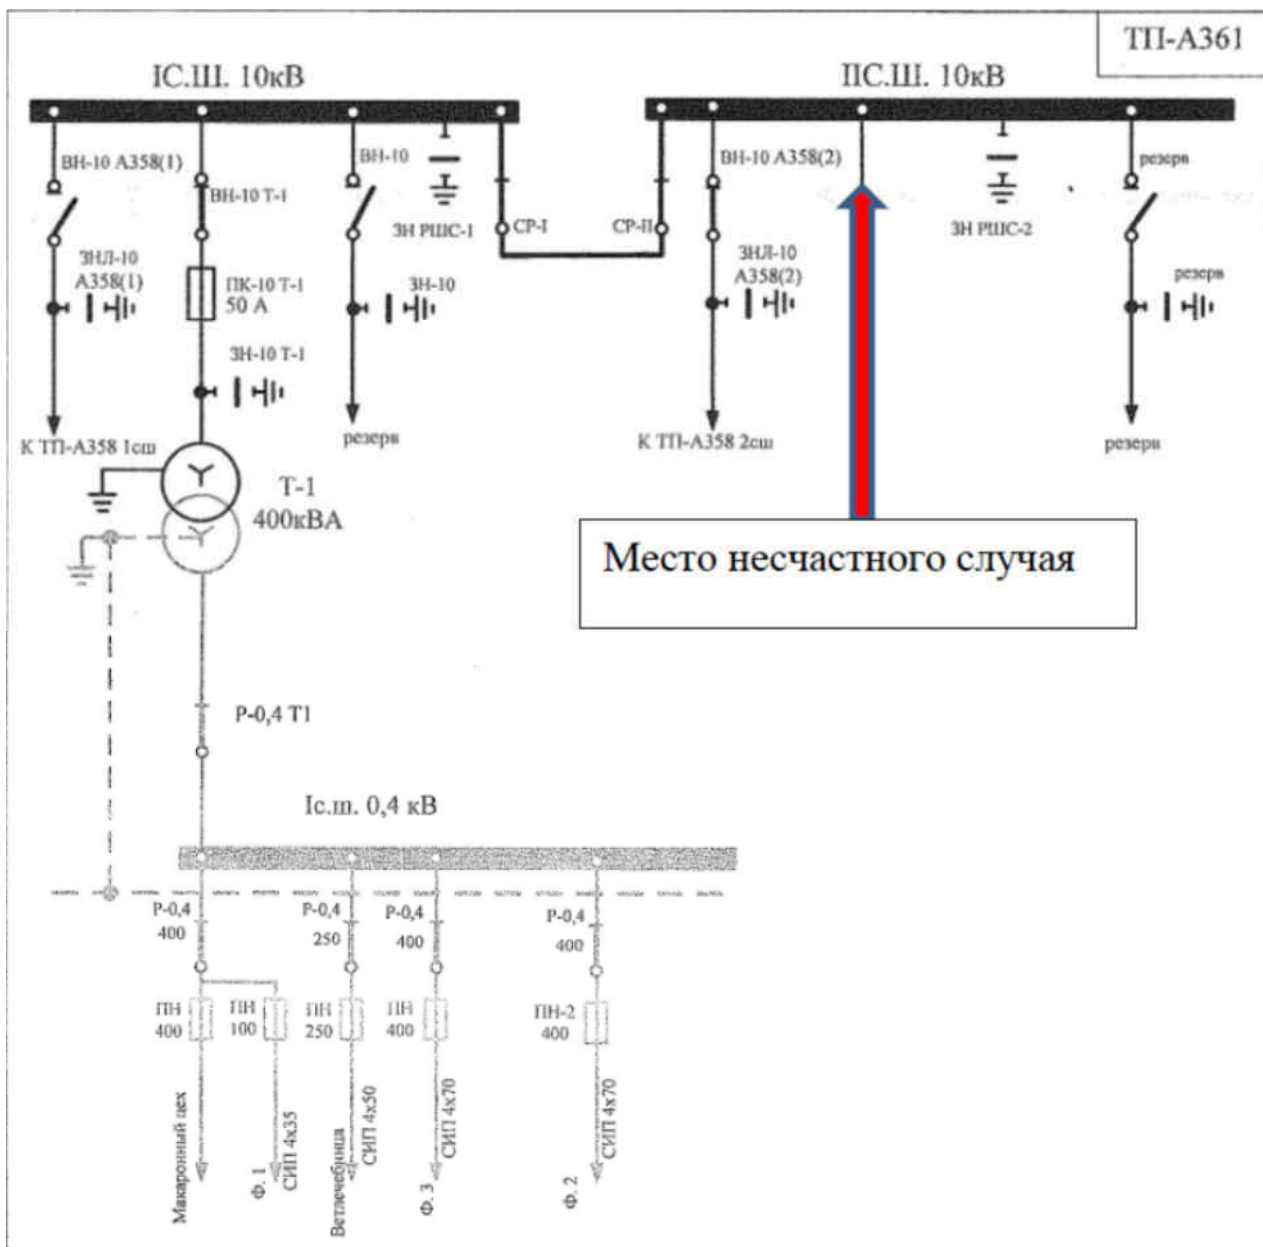 ТП-А361
IС.Ш. 10кВ
IIС.Ш. 10кВ
ВН-10 А358(1)
ВН-10 Т-1
ВН-10
ЗН РШС-1
СР-I
СР-II
ВН-10 А358(2)
ЗН РШС-2
резерв
ЗНЛ-10
А358(1)
ПК-10 Т-1
50 А
ЗН-10
ЗНЛ-10
А358(2)
резерв
ЗН-10 Т-1
К ТП-А358 1сш
резерв
К ТП-А358 2сш
резерв
Т-1
400кВА
Место несчастного случая
Р-0,4 Т1
Iс.ш. 0,4 кВ
Р-0,4
400
Р-0,4
250
Р-0,4
400
Р-0,4
400
ПН
400
ПН
100
ПН
250
ПН
400
ПН-2
400
Макаронный цех
Ф. 1
СИП 4х35
Ветлечебница
СИП 4х50
Ф. 3
СИП 4х70
Ф. 2
СИП 4х70